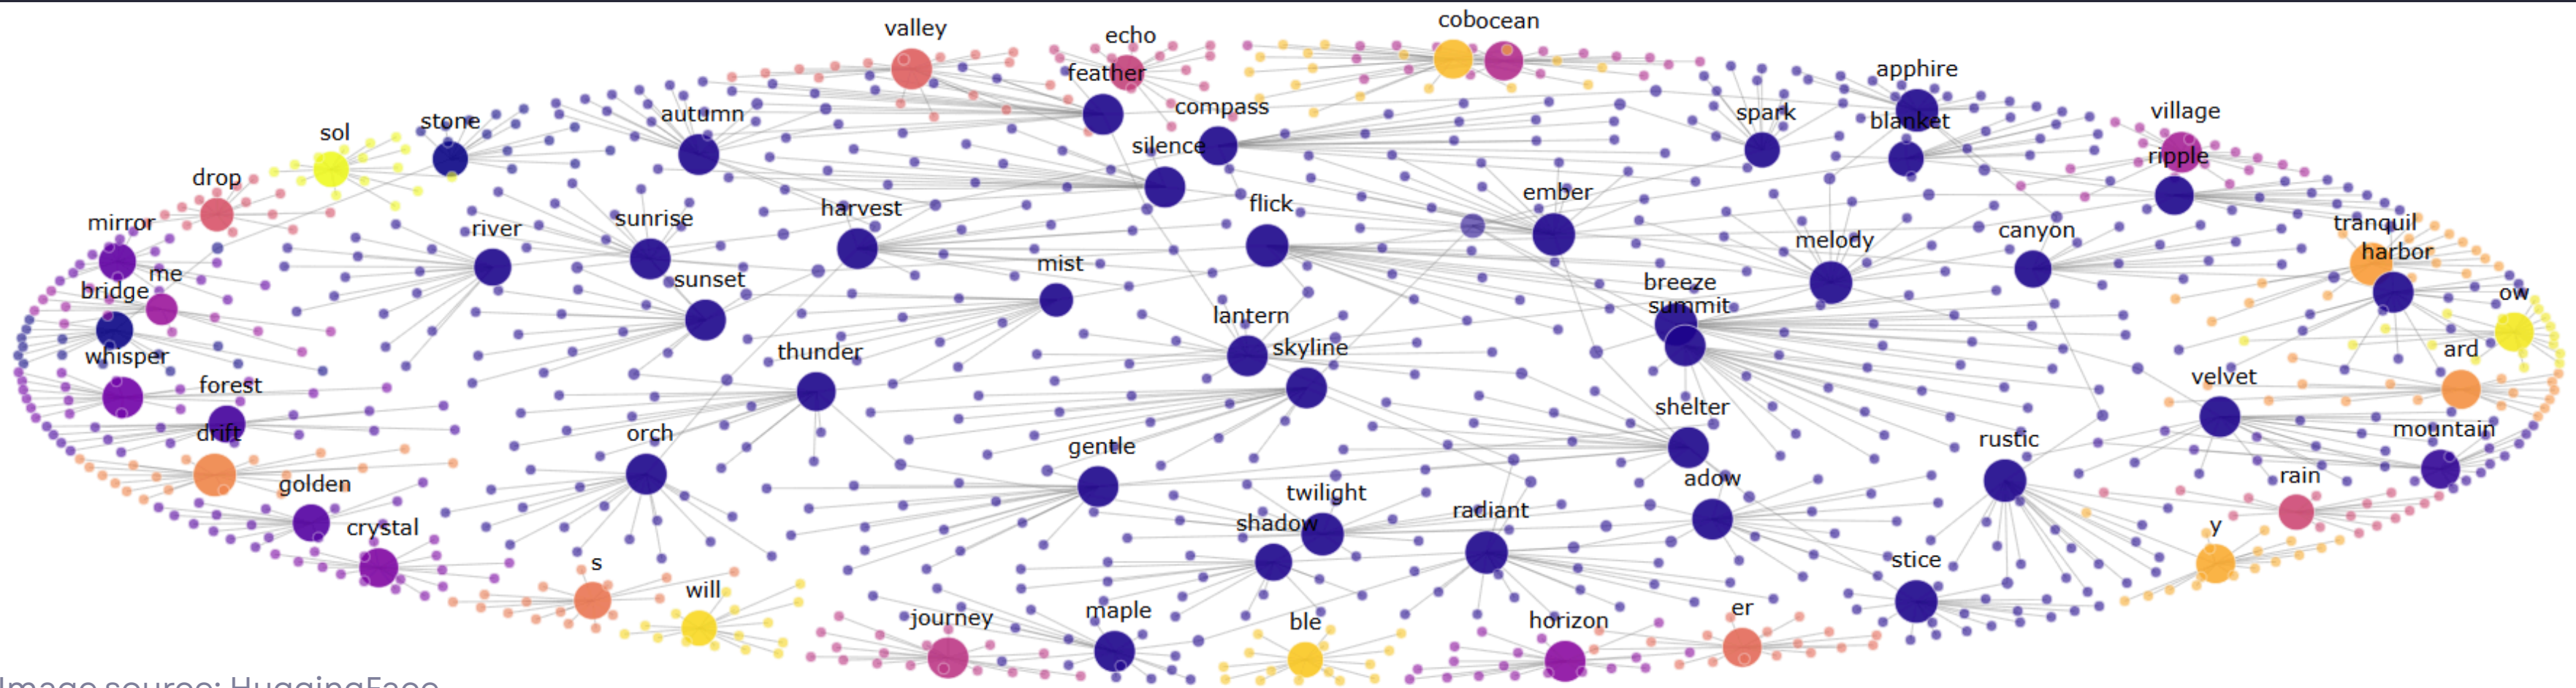 valley
echo
cobocean
feather
apphire
compass
spark
village
autumn
stone
blanket
sol
silence
ripple
drop
ember
flick
harvest
sunrise
mirror
river
tranquil
canyon
melody
harbor
mist
me
sunset
breeze
bridge
ow
summit
lantern
skyline
thunder
whisper
ard
velvet
forest
shelter
mountain
drift
orch
rustic
gentle
rain
adow
golden
twilight
radiant
shadow
crystal
y
stice
s
will
maple
journey
ble
horizon
er
Image source: HuggingFace